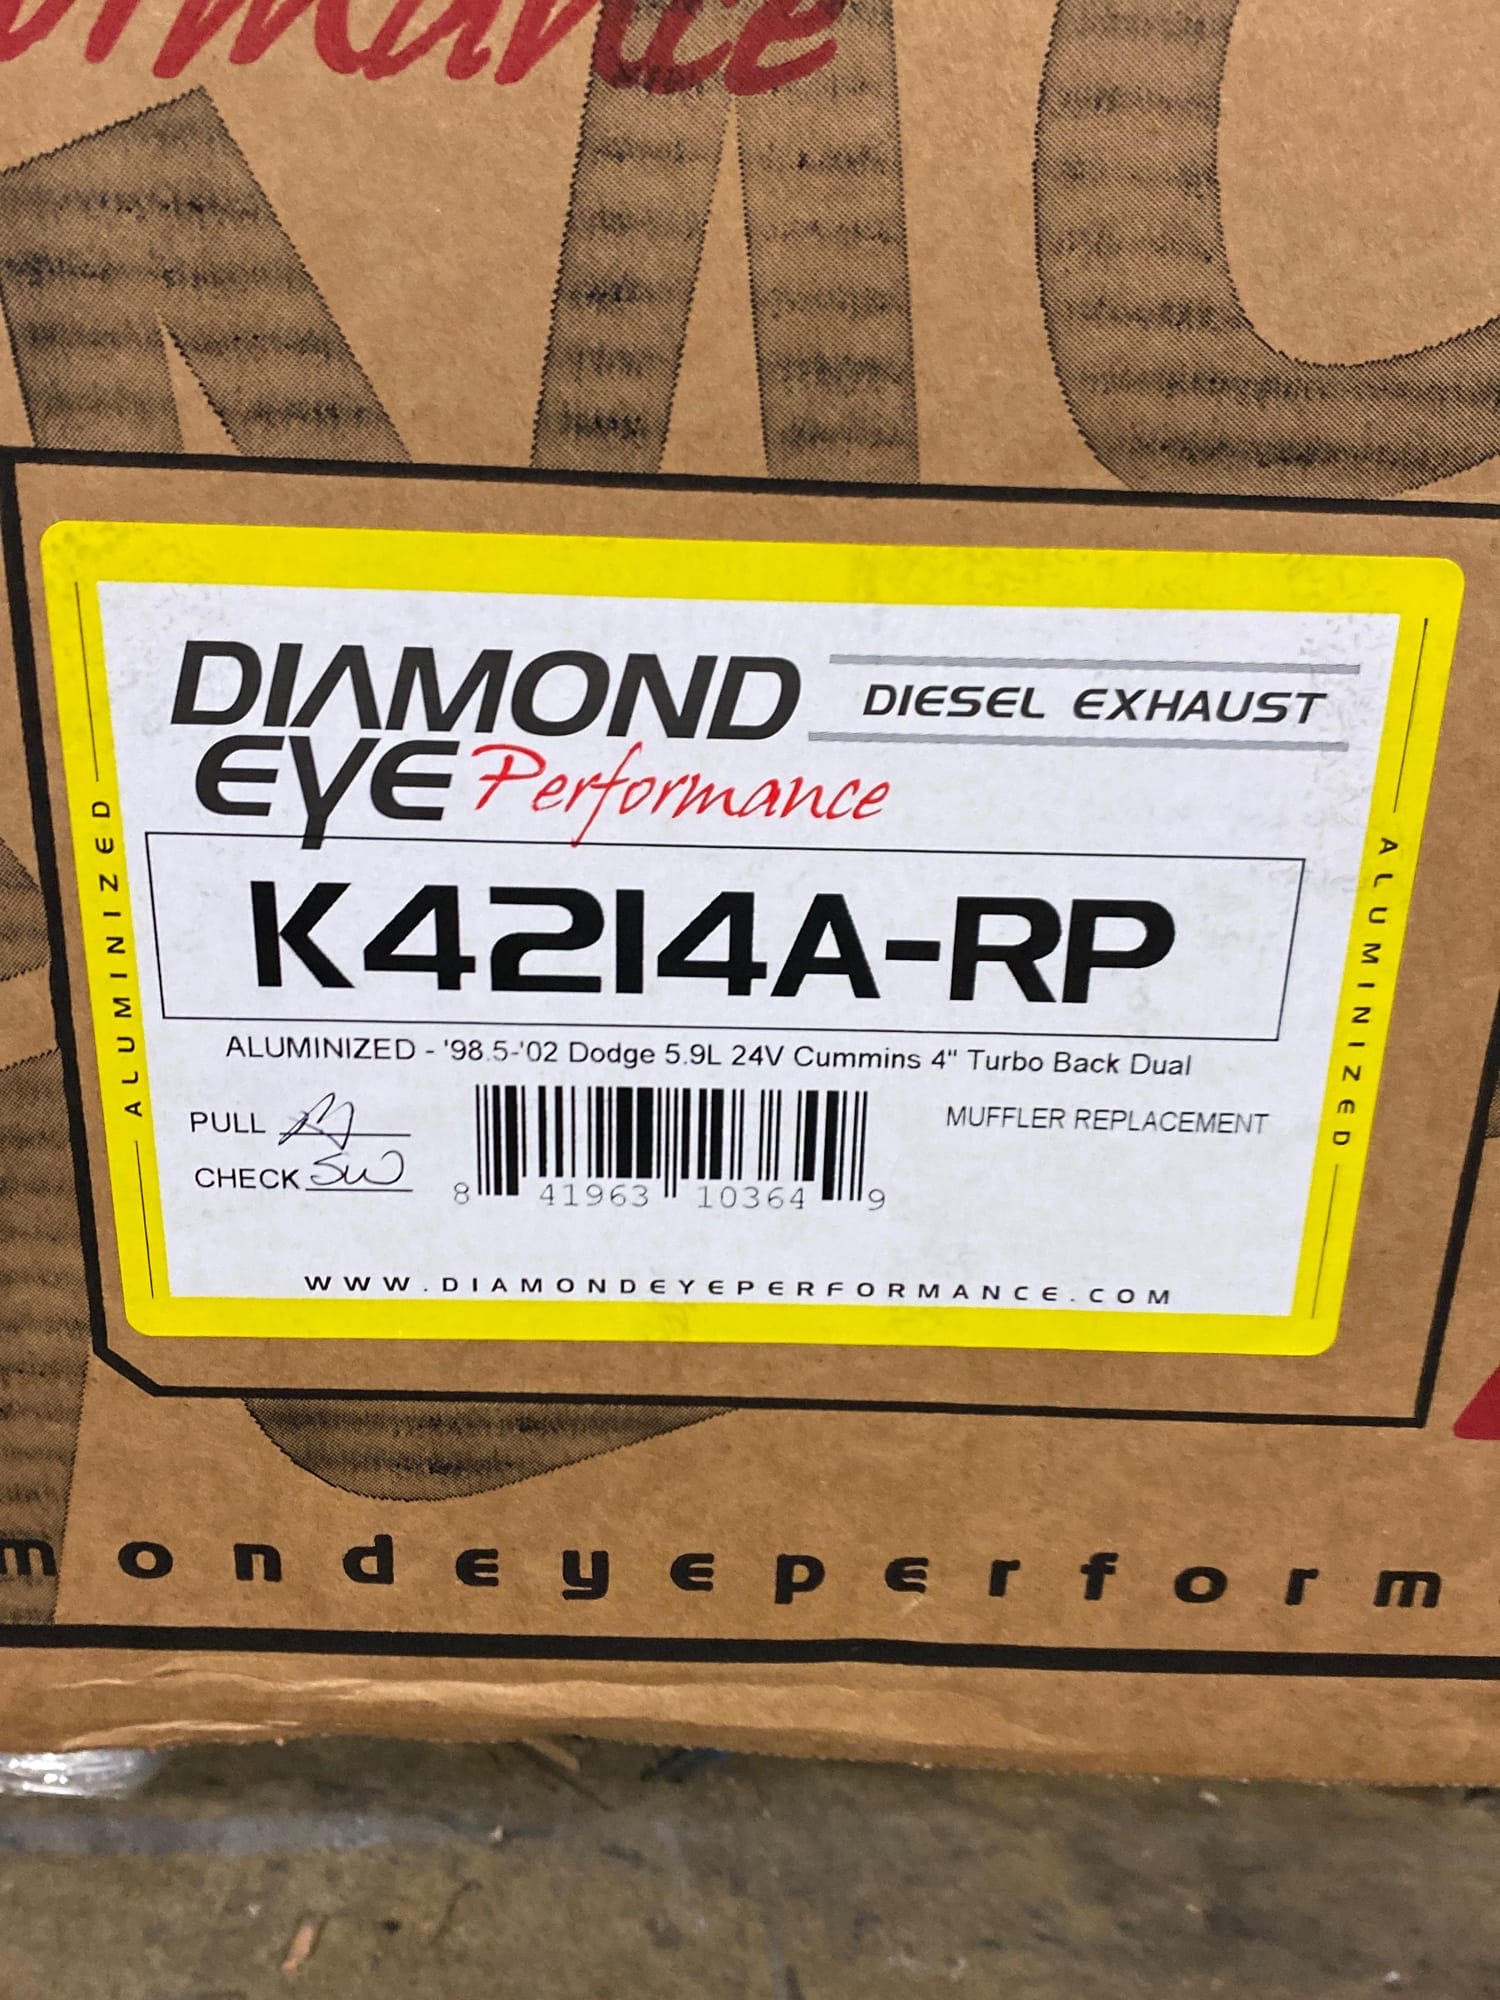 DIAMOND
EYE Performance
DIESEL EXHAUST
K4214A-RP
ALUMINIZED - '98.5-'02 Dodge 5.9L 24V Cummins 4" Turbo Back Dual
PULL
CHECK SW
MUFFLER REPLACEMENT
8 41963 10364 9
WWW.DIAMONDEYEPERFORMANCE.COM
ALUMINIZED
ALUMINIZED
mondeyeperform